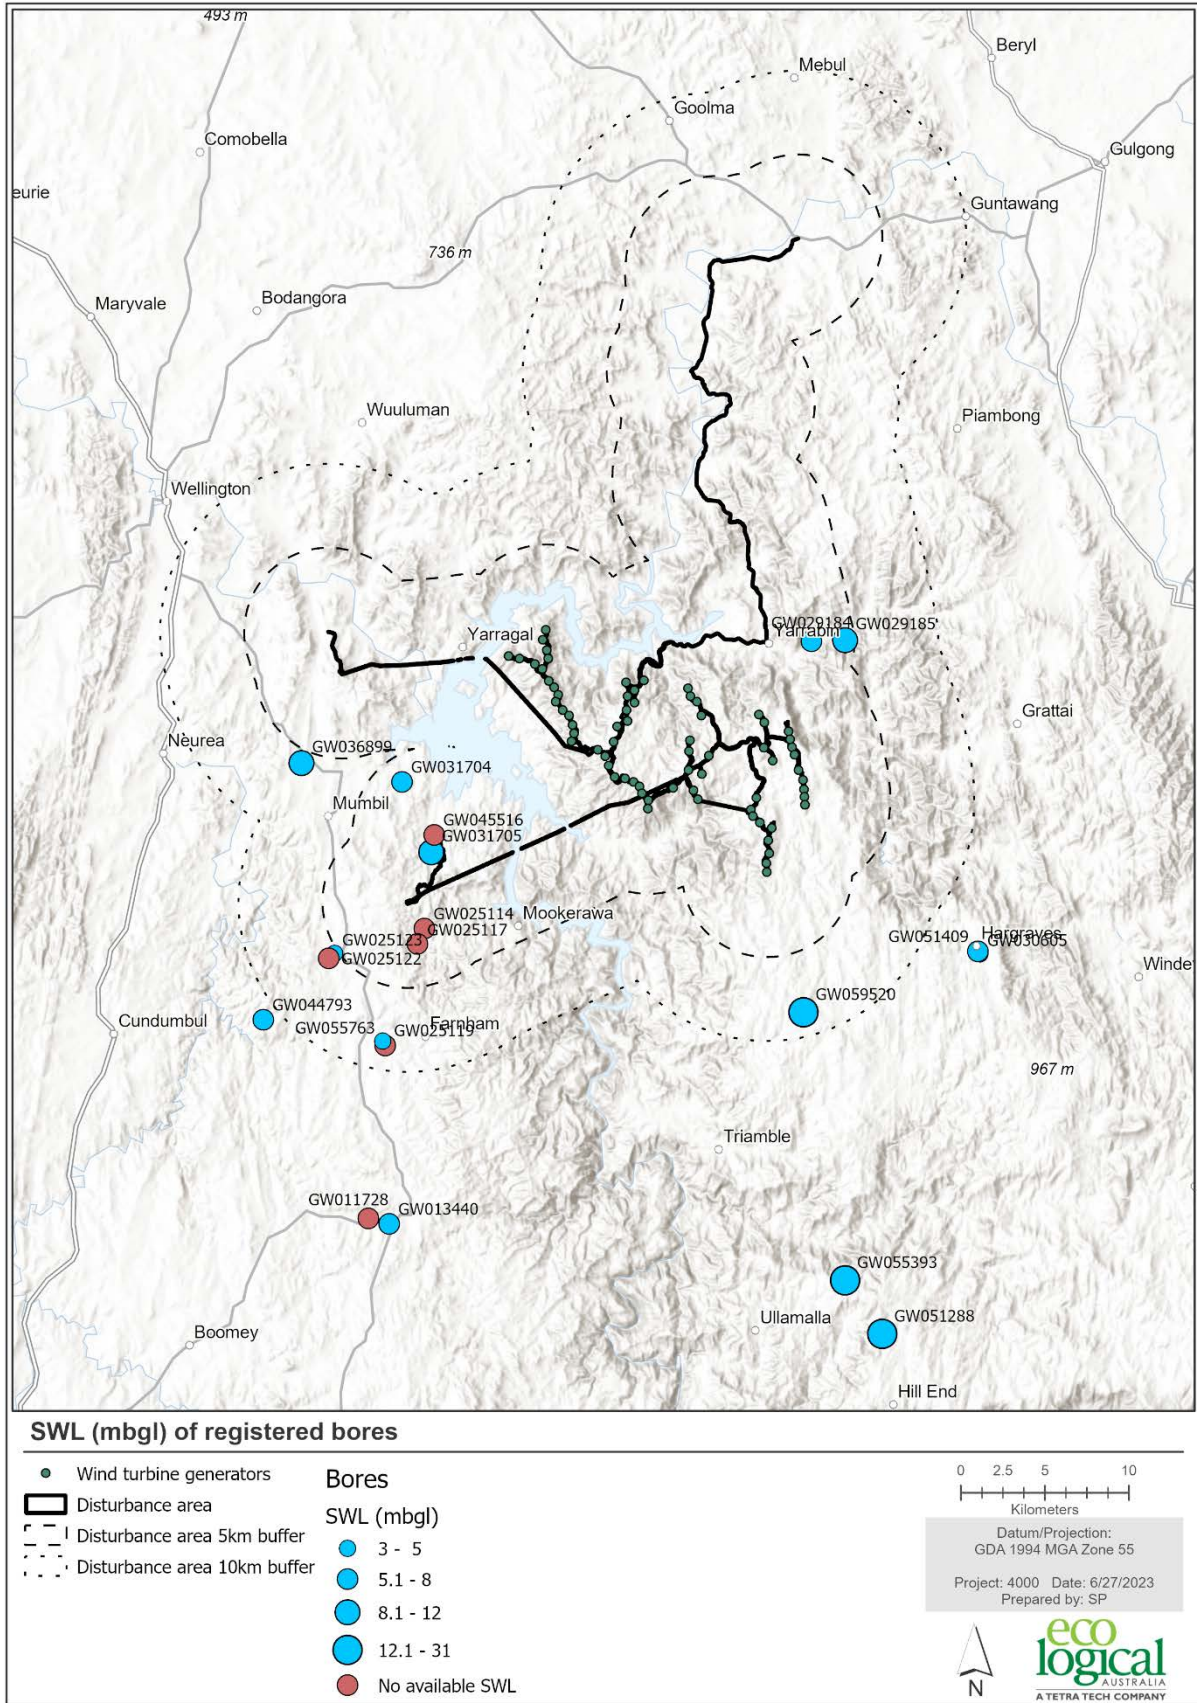 493 m
Beryl
Mebul
Goolma
Comobella
Gulgong
eurie
Guntawang
736 m
Bodangora
Maryvale
Wuuluman
Piambong
Wellington
GW029184
GW029185
Yarrabin
Yarragal
Grattai
Neurea
GW036899
GW031704
Mumbil
GW045516
GW031705
GW025114
Mookerawa
GW025117
GW025123
GW025122
GW051409
Hargraves
GW030605
Winde
GW059520
GW044793
Cundumbul
GW055763
Farnham
GW025119
967 m
Triamble
GW011728
GW013440
GW055393
Ullamalla
GW051288
Boomey
Hill End
SWL (mbgl) of registered bores
Wind turbine generators
Disturbance area
Disturbance area 5km buffer
Disturbance area 10km buffer
Bores
SWL (mbgl)
3 - 5
5.1 - 8
8.1 - 12
12.1 - 31
No available SWL
0 2.5 5 10
Kilometers
Datum/Projection:
GDA 1994 MGA Zone 55
Project: 4000 Date: 6/27/2023
Prepared by: SP
N
eco
logical
AUSTRALIA
A TETRA TECH COMPANY